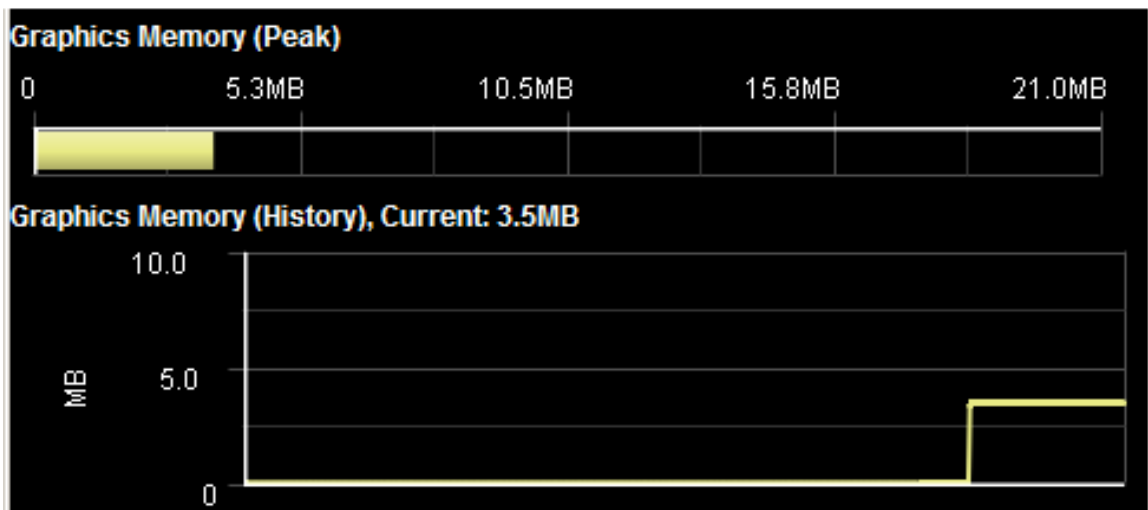 Graphics Memory (Peak)
0 5.3MB 10.5MB 15.8MB 21.0MB
Graphics Memory (History), Current: 3.5MB
10.0
MB
5.0
0